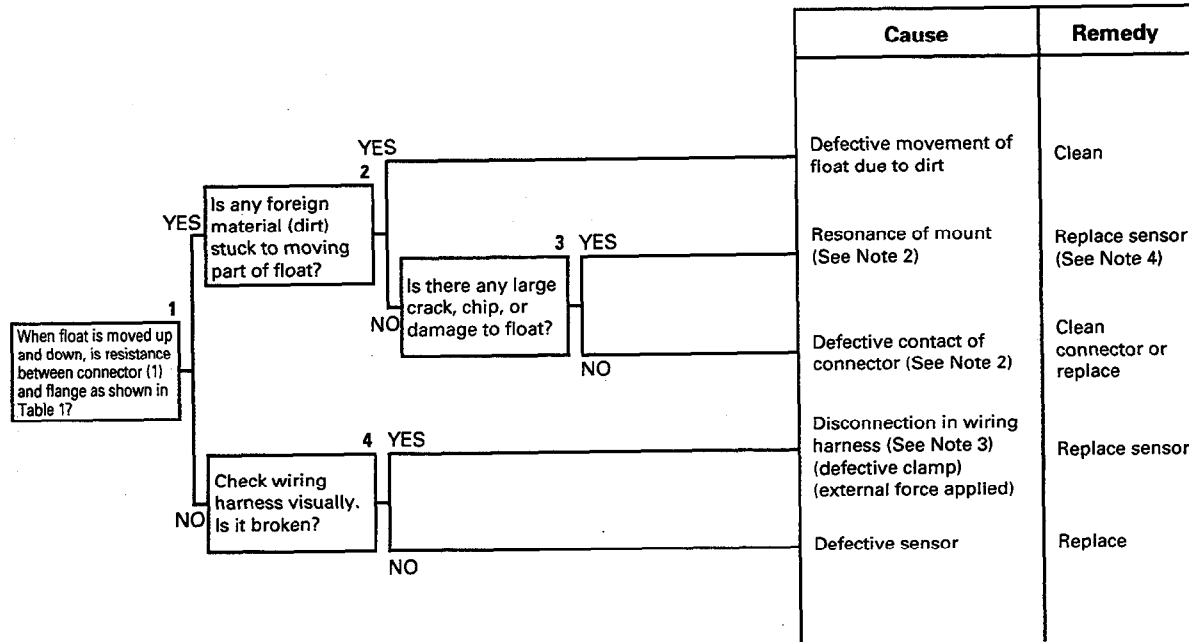 Cause
Remedy
YES
2
Is any foreign
material (dirt)
stuck to moving
part of float?
YES
Defective movement of
float due to dirt
Clean
3 YES
Is there any large
crack, chip, or
damage to float?
NO
Resonance of mount
(See Note 2)
Replace sensor
(See Note 4)
1
When float is moved up
and down, is resistance
between connector (1)
and flange as shown in
Table 1?
NO
Defective contact of
connector (See Note 2)
Clean
connector or
replace
4 YES
Check wiring
harness visually.
Is it broken?
NO
Disconnection in wiring
harness (See Note 3)
(defective clamp)
(external force applied)
Replace sensor
NO
Defective sensor
Replace